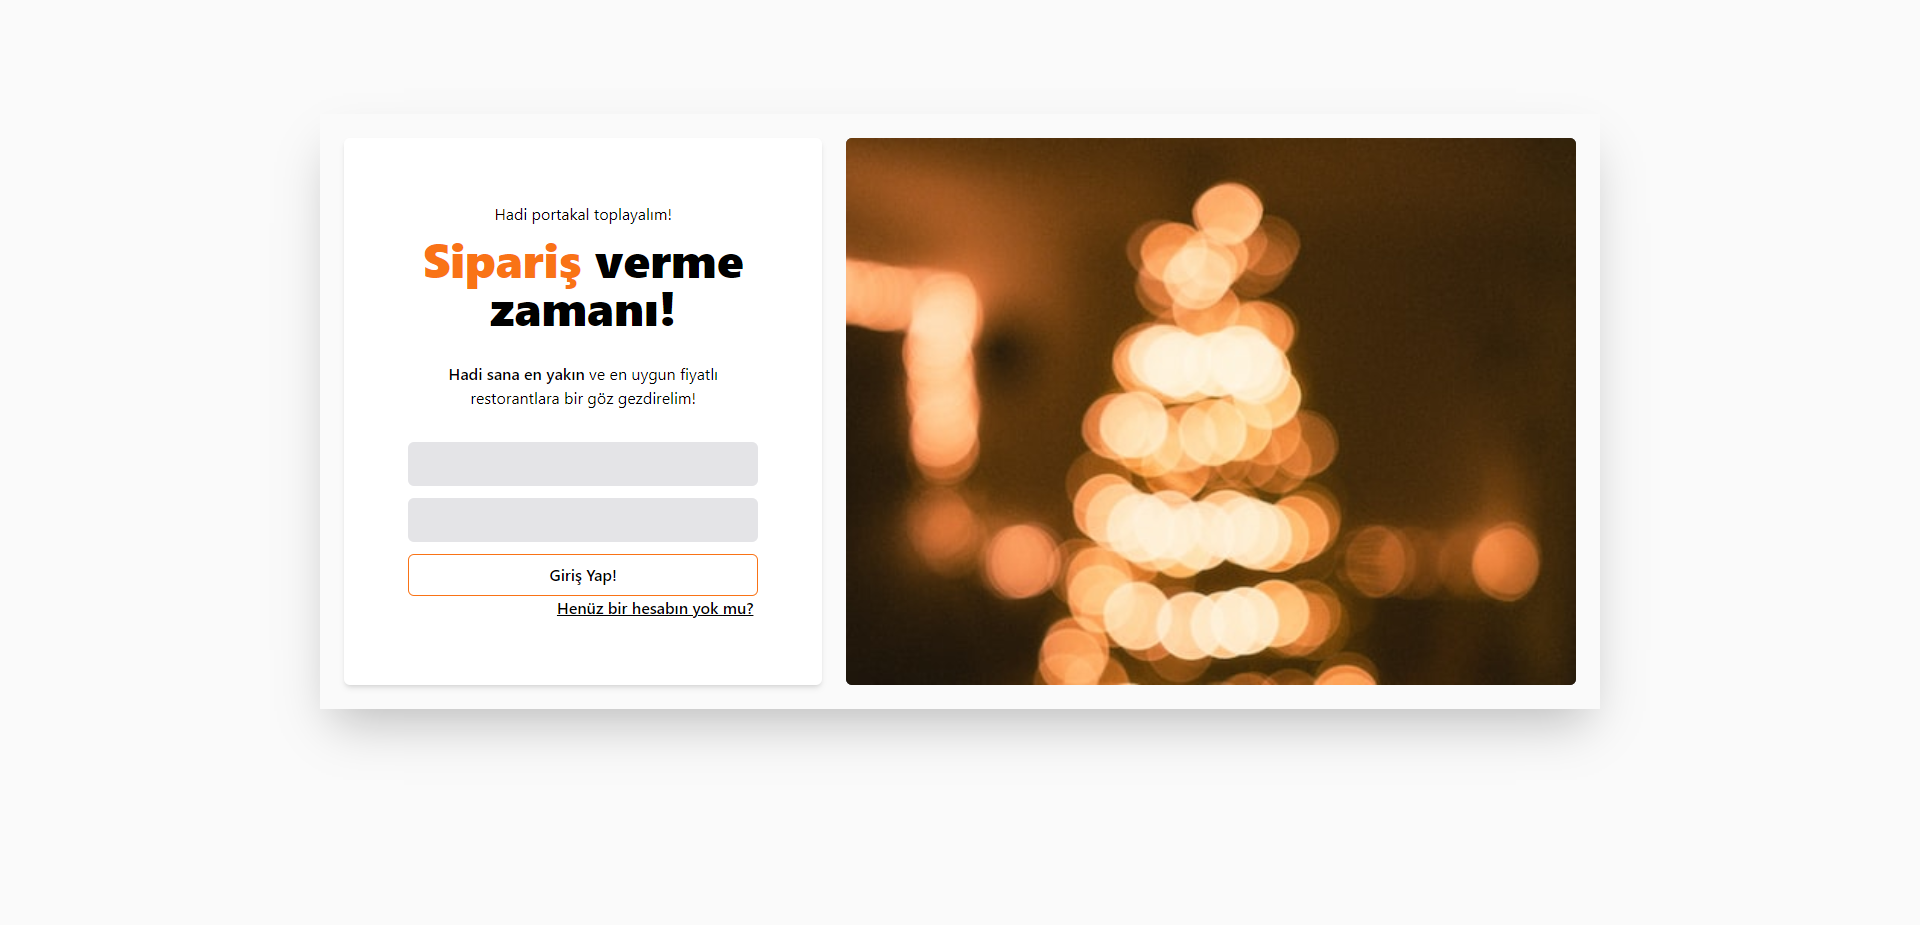 Hadi portakal toplayalım!
Sipariş verme
zamanı!
Hadi sana en yakın ve en uygun fiyatlı
restorantlara bir göz gezdirelim!
Giriş Yap!
Henüz bir hesabın yok mu?